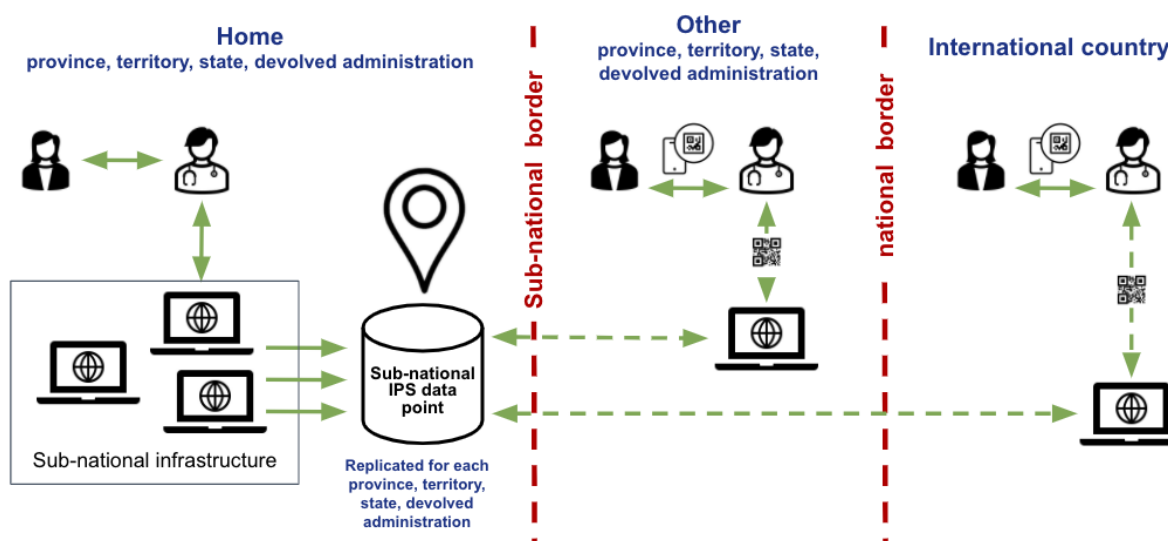 Home
province, territory, state, devolved administration
Sub-national infrastructure
Sub-national
IPS data
point
Replicated for each
province, territory,
state, devolved
administration
Sub-national border
Other
province, territory, state,
devolved administration
national border
International country